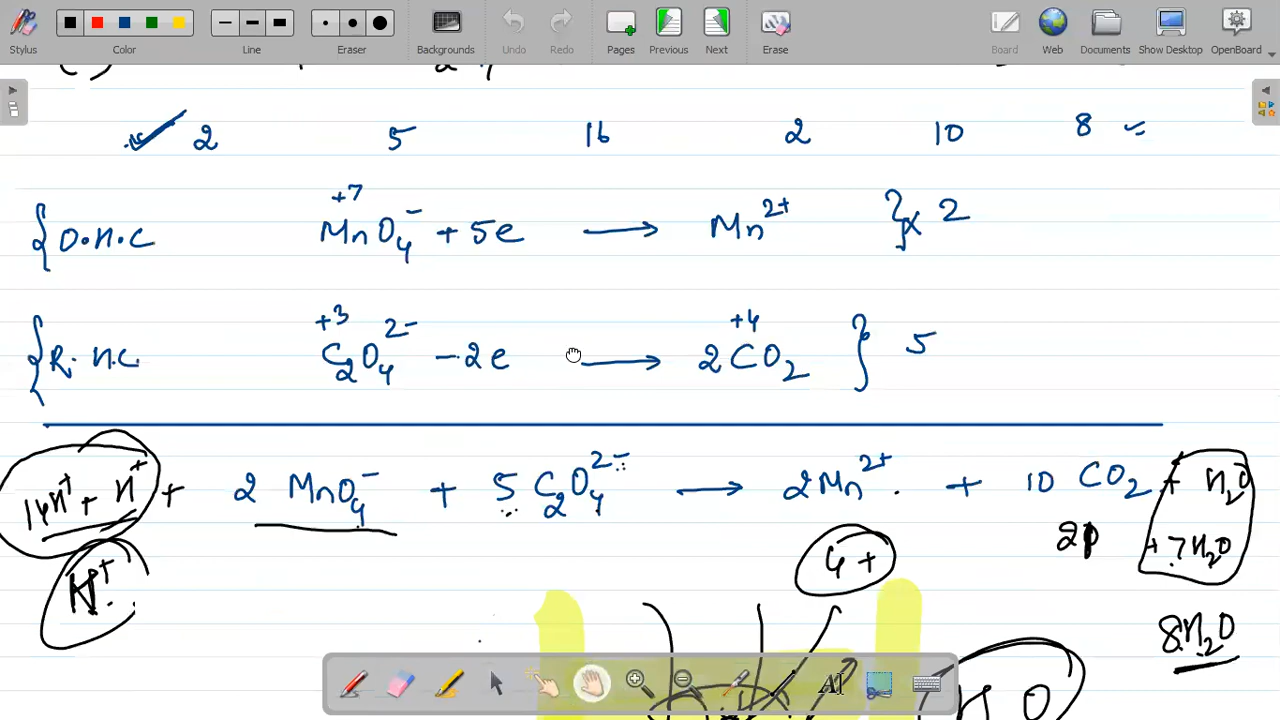 Stylus Color Line Eraser Backgrounds Undo Redo Pages Previous Next Erase Board Web Documents Show Desktop OpenBoard
2 5 16 2 10 8
+7
{O.N.C MnO₄⁻ + 5e ⟶ Mn²⁺ } x 2
+3 +4
{R. N.C C₂O₄²⁻ - 2e ⟶ 2CO₂ } 5
14H⁺ + H⁺ + 2 MnO₄⁻ + 5 C₂O₄²⁻ ⟶ 2Mn²⁺ + 10 CO₂ + H₂O
+7H₂O
H⁺ 4+
8H₂O
H O
AI